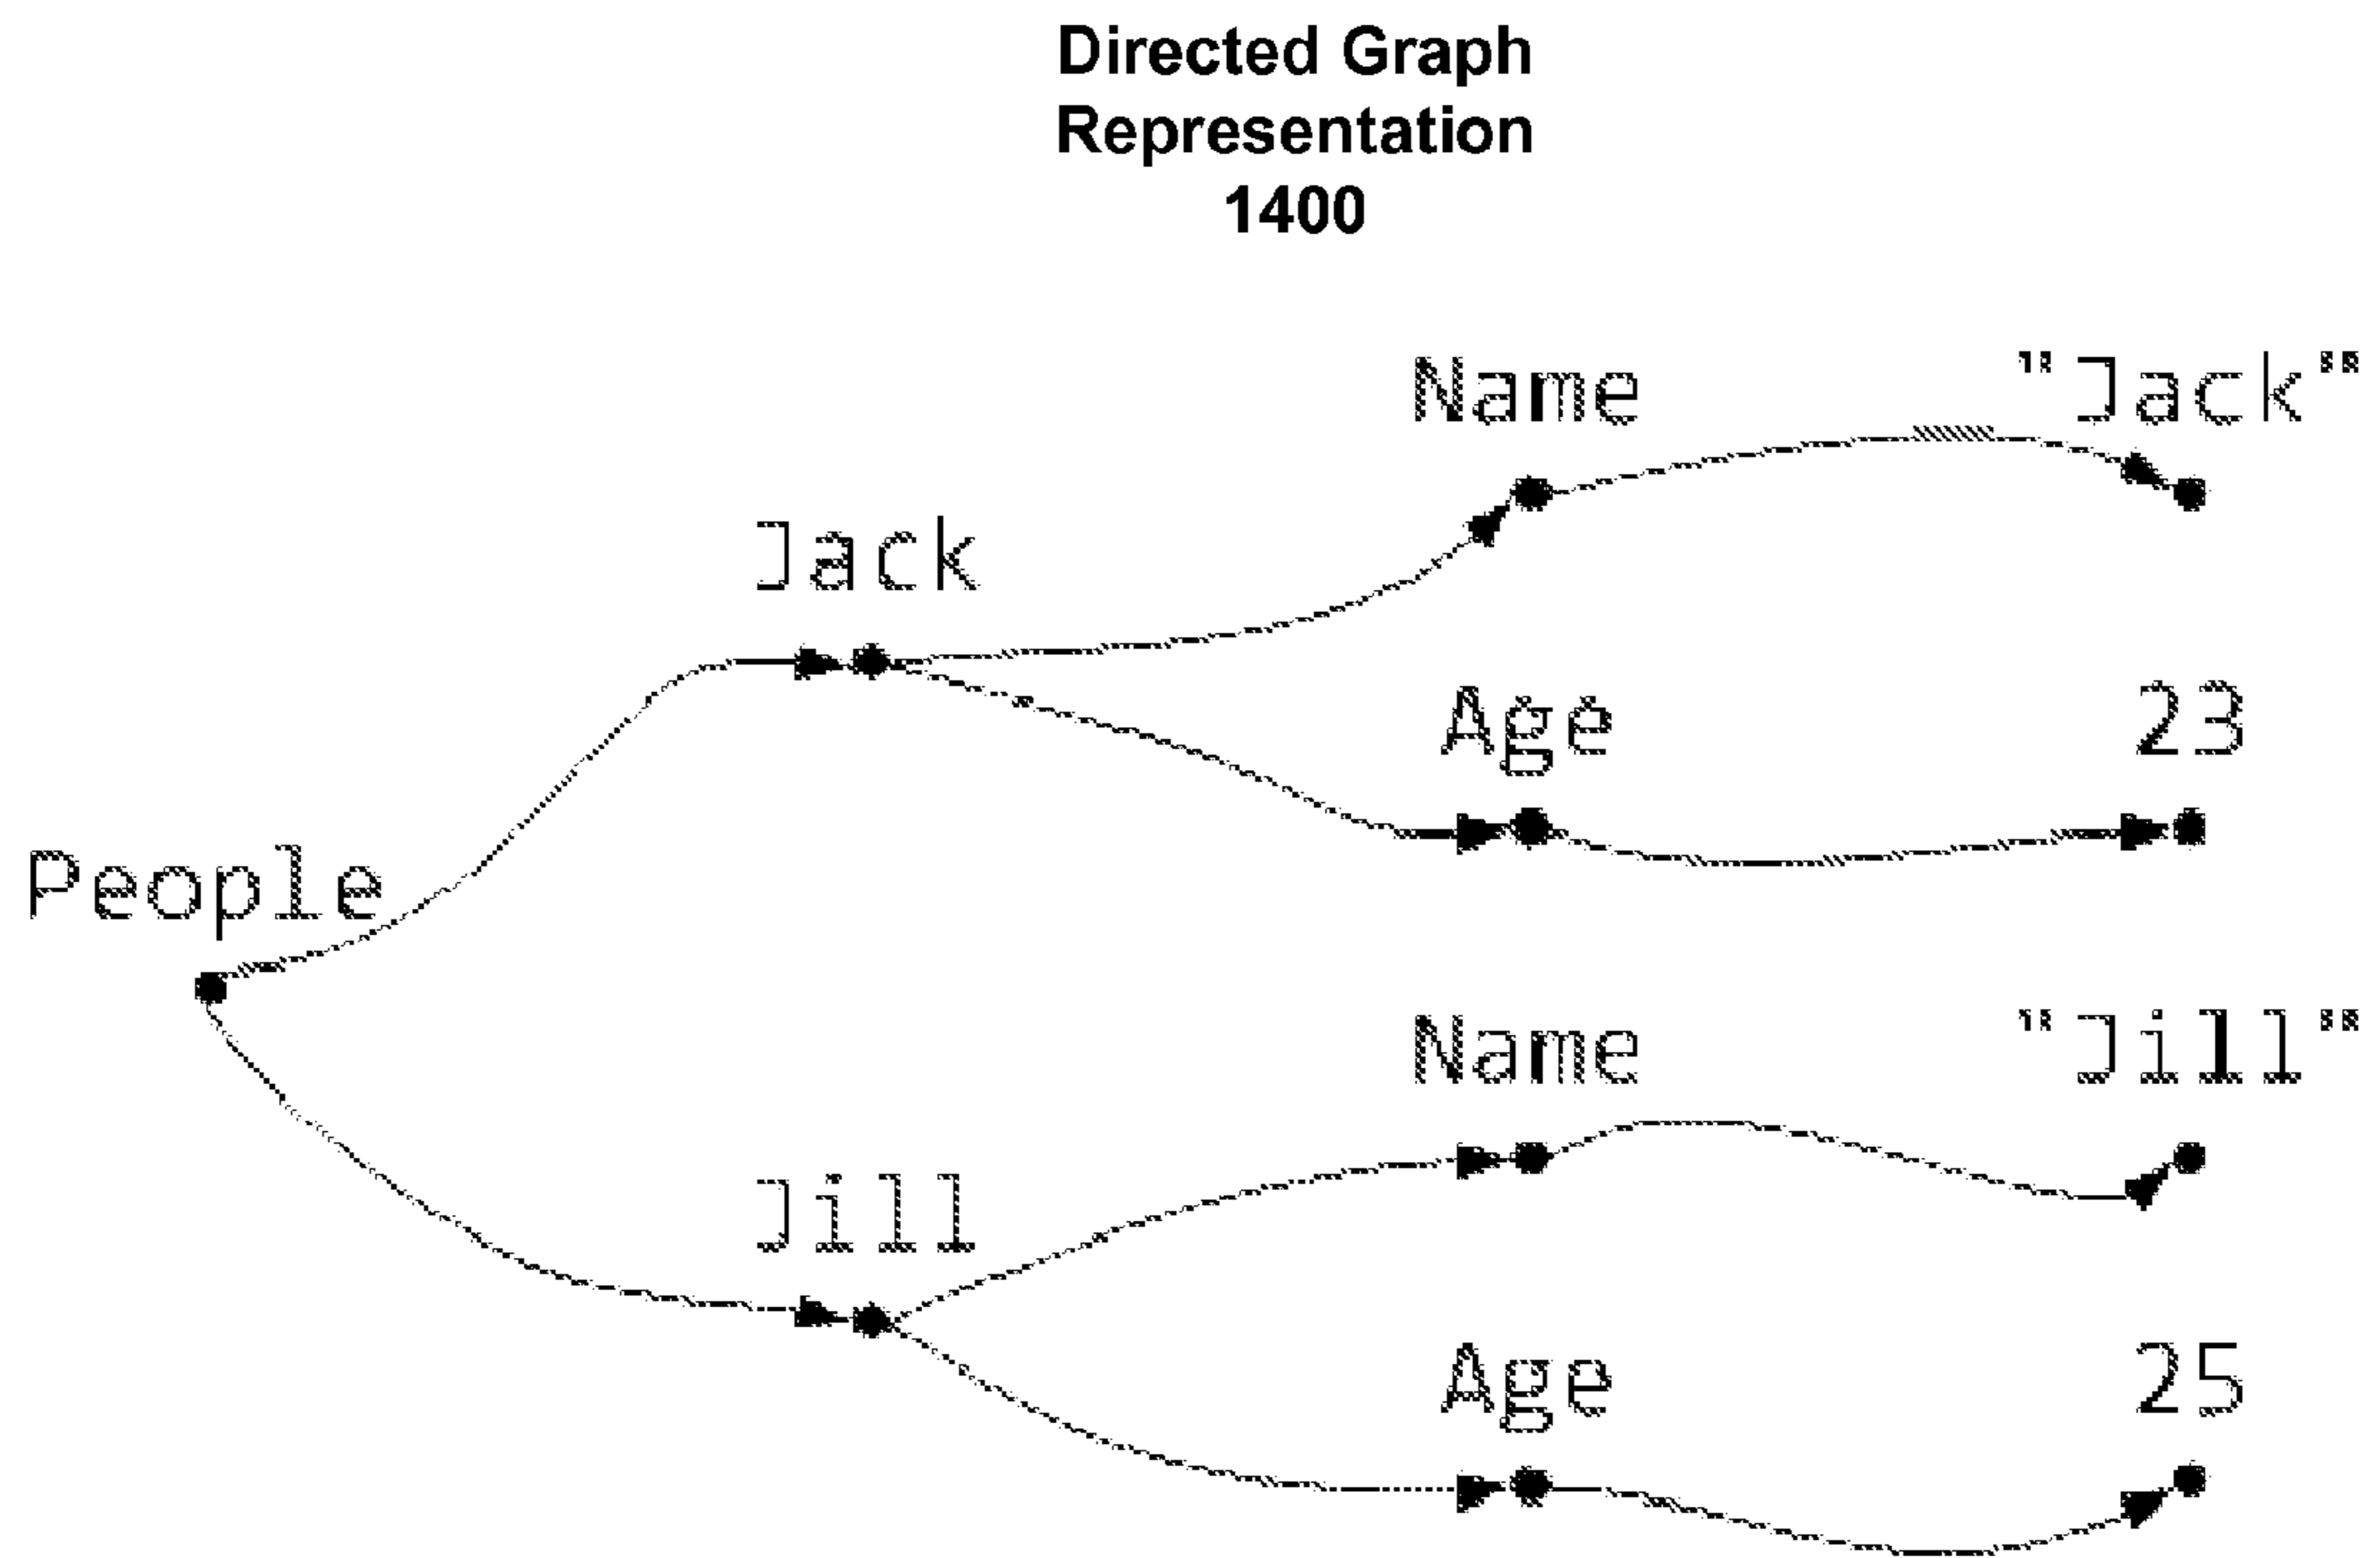 Directed Graph
Representation
1400
Name "Jack"
Jack
Age 23
People
Name "Jill"
Jill
Age 25